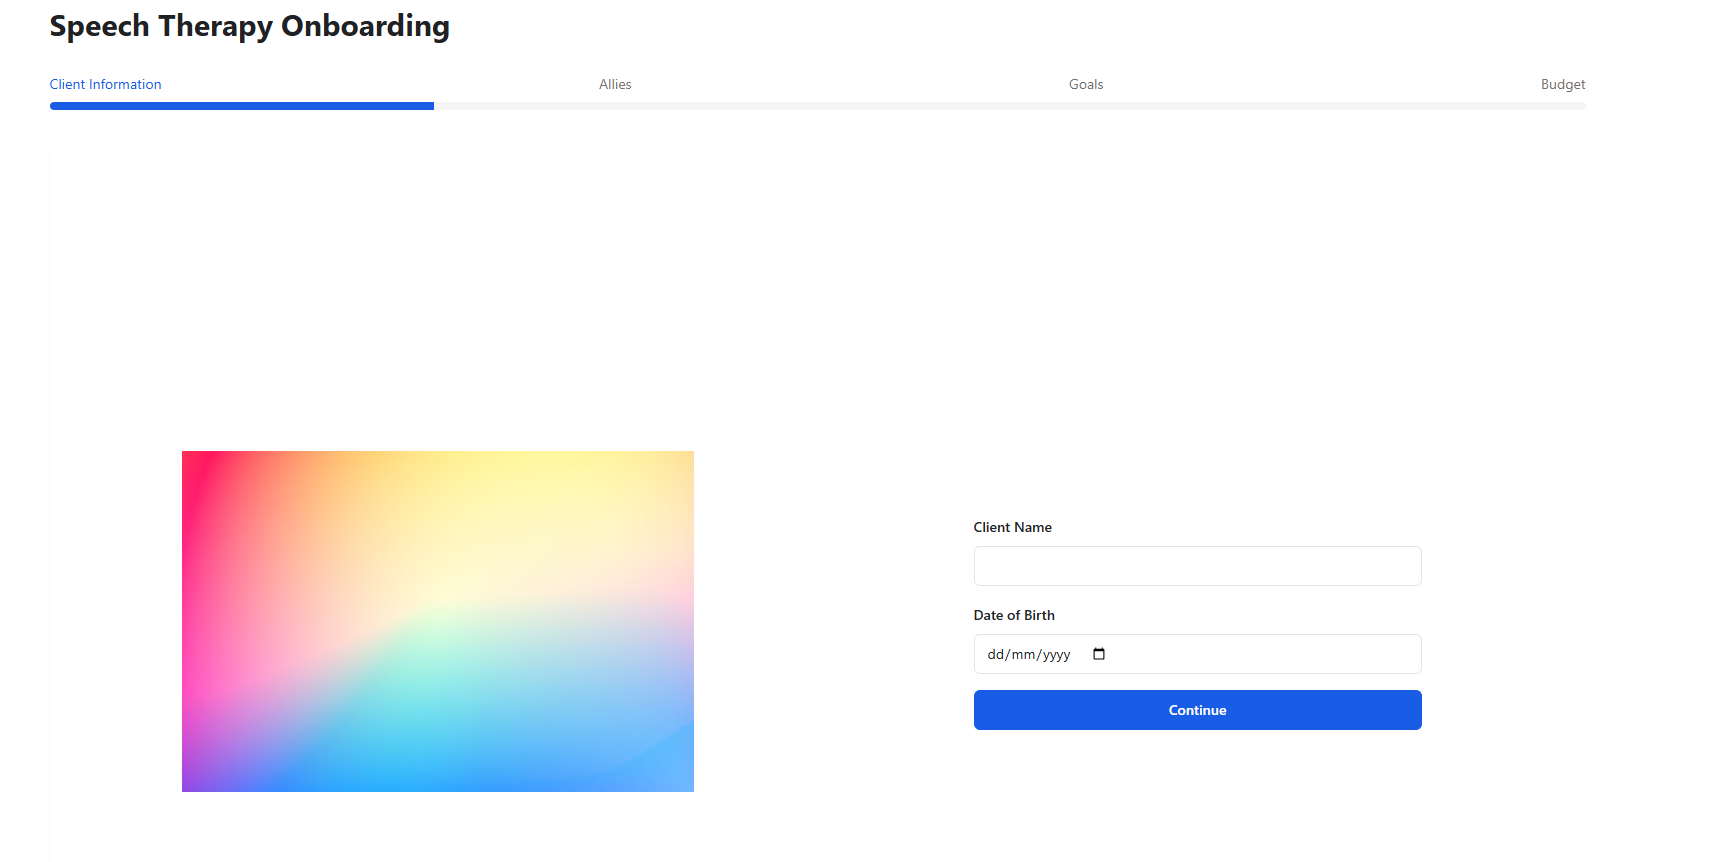 Speech Therapy Onboarding
Client Information Allies Goals Budget
Client Name
Date of Birth
dd/mm/yyyy
Continue